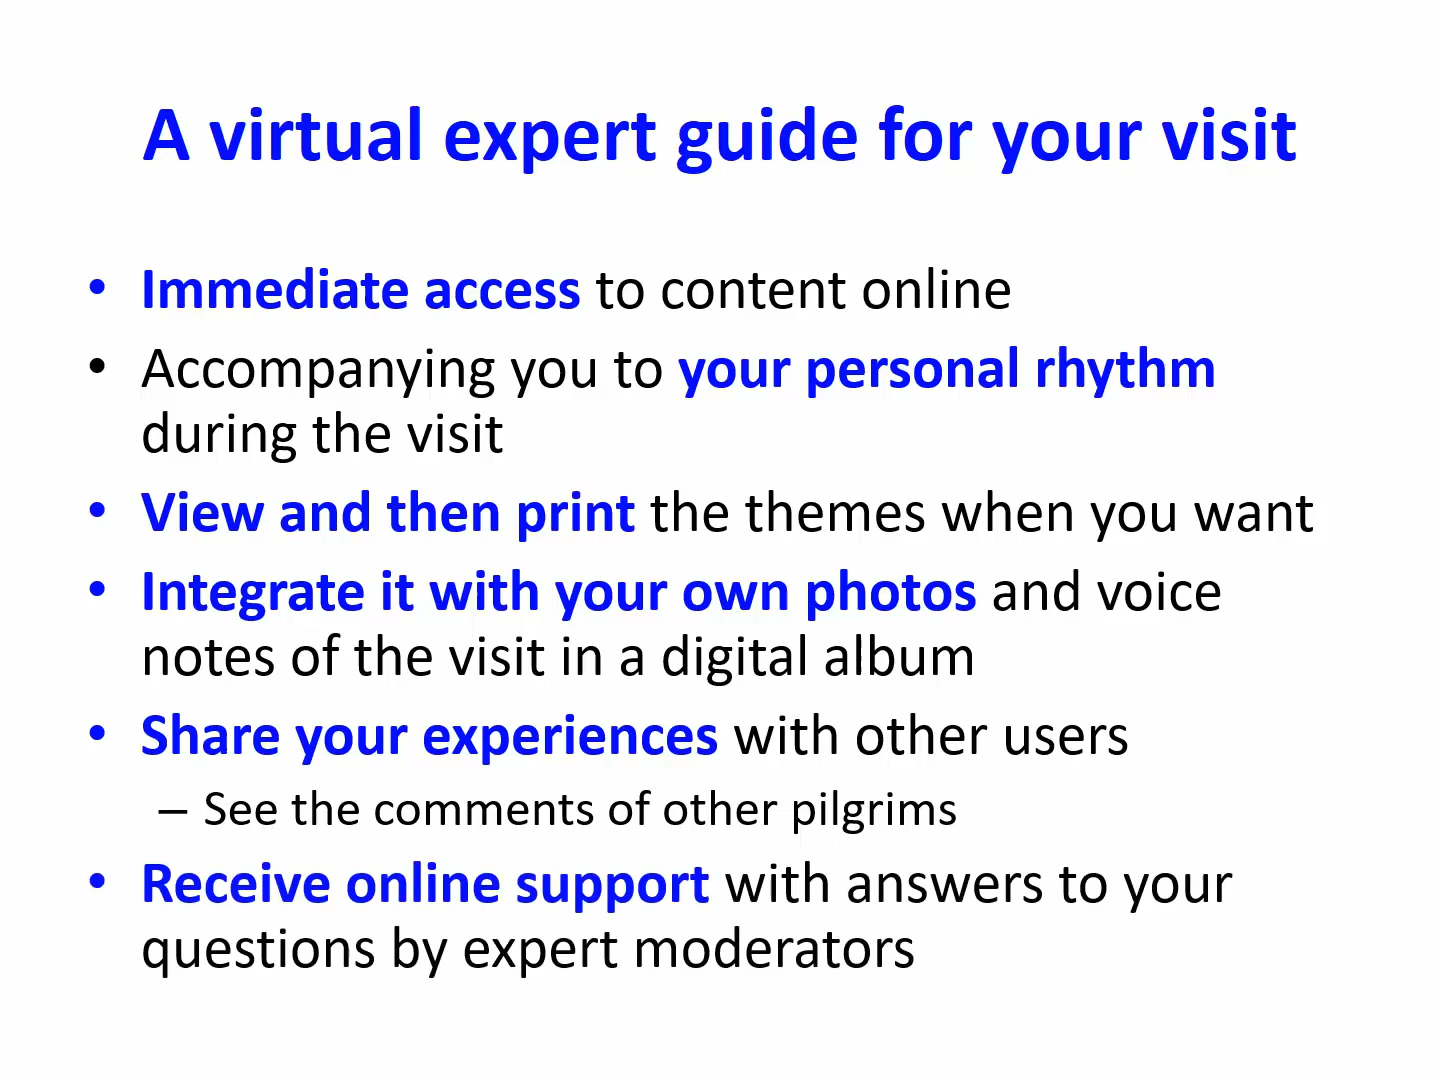 A virtual expert guide for your visit
• Immediate access to content online
• Accompanying you to your personal rhythm
during the visit
• View and then print the themes when you want
• Integrate it with your own photos and voice
notes of the visit in a digital album
• Share your experiences with other users
– See the comments of other pilgrims
• Receive online support with answers to your
questions by expert moderators